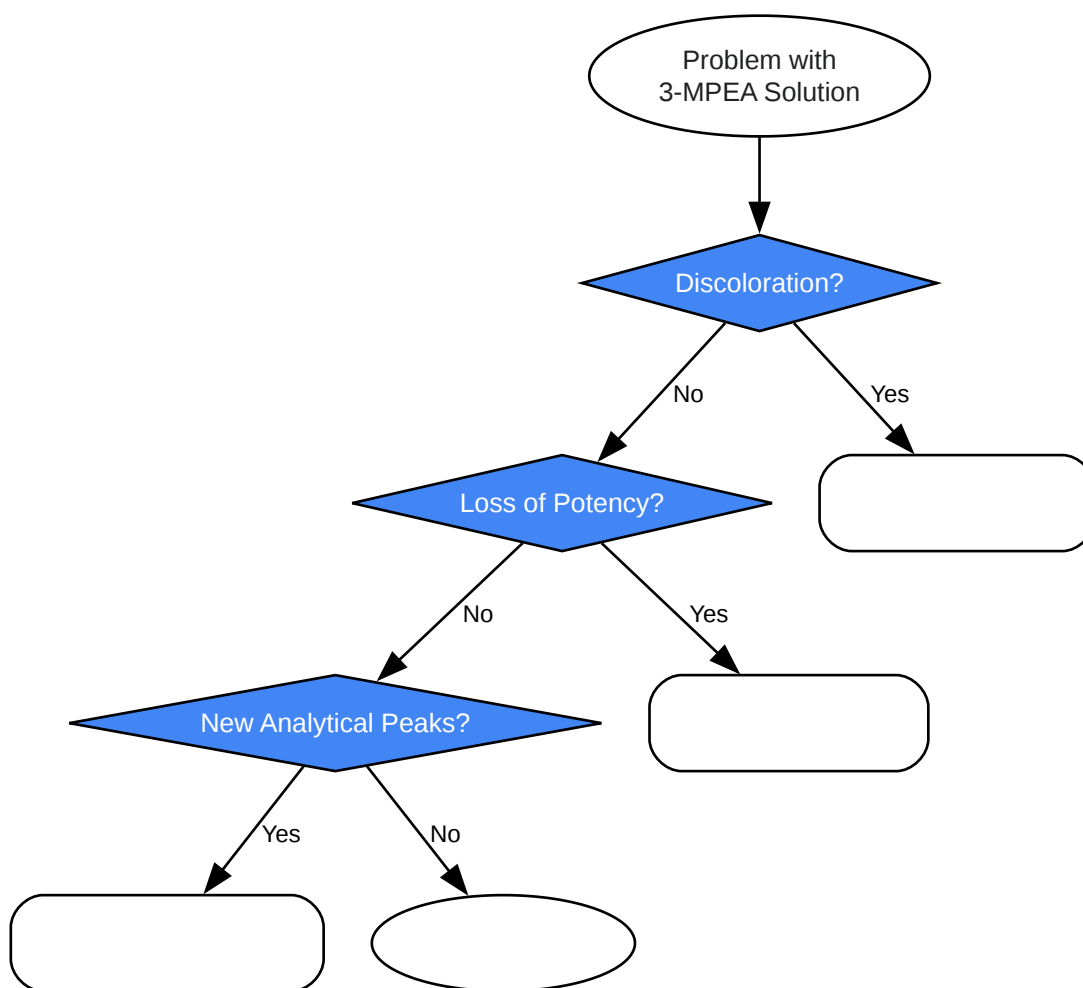 Problem with
3-MPEA Solution
Discoloration?
No
Yes
Loss of Potency?
No
Yes
New Analytical Peaks?
Yes
No